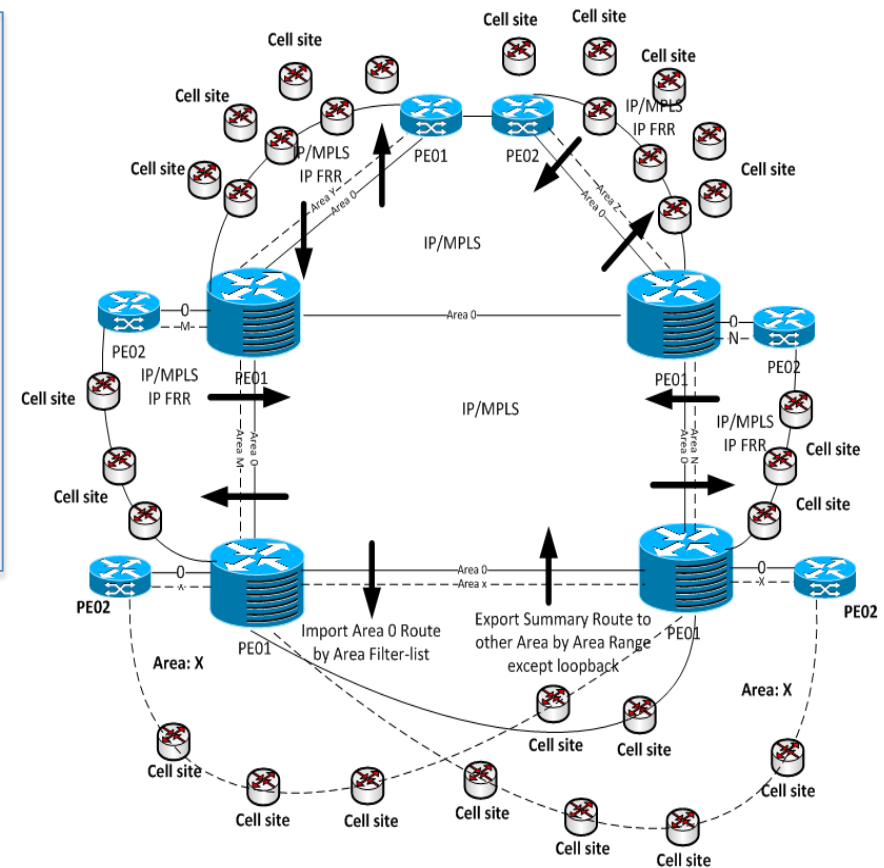 Cell site
Cell site
Cell site
Cell site
Cell site
Cell site
Cell site
Cell site
IP/MPLS
IP FRR
IP/MPLS
IP FRR
PE01
PE02
Area Y
Area 0
Area Z
Area 0
IP/MPLS
Area 0
0
M
PE02
PE01
0
N
PE02
PE01
IP/MPLS
IP FRR
Cell site
IP/MPLS
IP/MPLS
IP FRR
Area M
Area 0
Area 0
Area N
Cell site
Cell site
Cell site
0
x
PE02
PE01
Area 0
Area x
0
X
PE02
PE01
Import Area 0 Route
by Area Filter-list
Export Summary Route to
other Area by Area Range
except loopback
Area: X
Area: X
Cell site
Cell site
Cell site
Cell site
Cell site
Cell site
Cell site
Cell site
Cell site